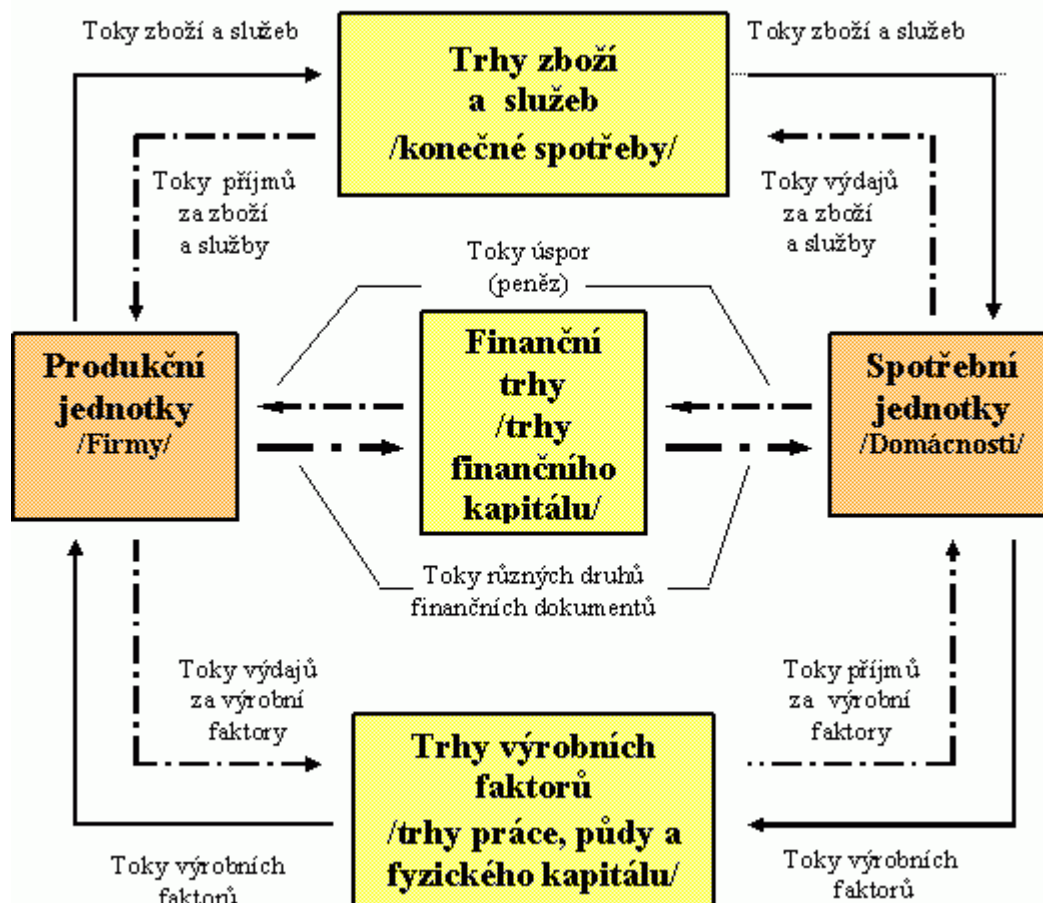 Toky zboží a služeb
Trhy zboží
a služeb
/konečné spotřeby/
Toky zboží a služeb
Toky příjmů
za zboží
a služby
Toky výdajů
za zboží
a služby
Toky úspor
(peněz)
Produkční
jednotky
/Firmy/
Finanční
trhy
/trhy
finančního
kapitálu/
Spotřební
jednotky
/Domácnosti/
Toky různých druhů
finančních dokumentů
Toky výdajů
za výrobní
faktory
Toky příjmů
za výrobní
faktory
Trhy výrobních
faktorů
/trhy práce, půdy a
fyzického kapitálu/
Toky výrobních
faktorů
Toky výrobních
faktorů